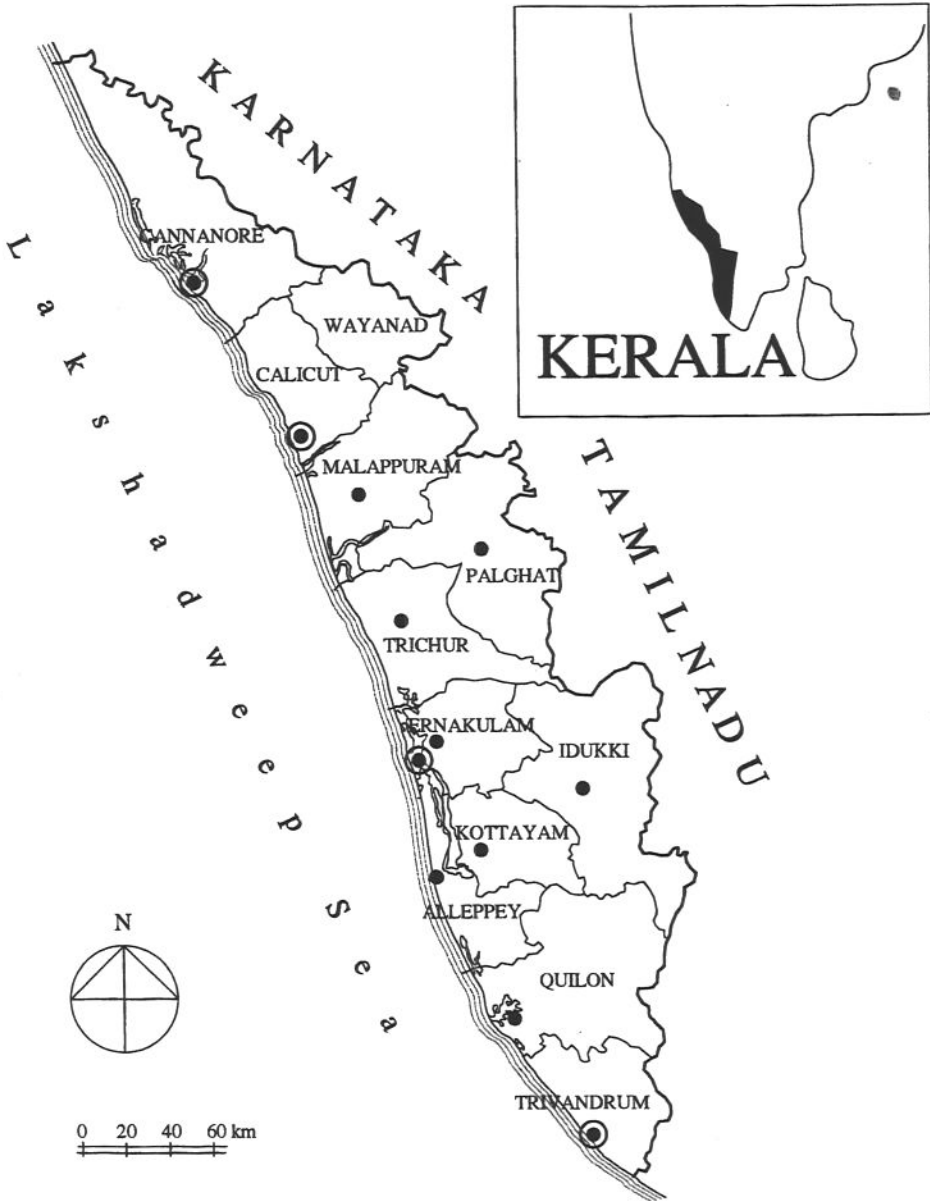 KARNATAKA
KERALA
CANNANORE
WAYANAD
CALICUT
MALAPPURAM
TAMILNADU
PALGHAT
TRICHUR
Lakshadweep Sea
ERNAKULAM
IDUKKI
KOTTAYAM
ALLEPPEY
N
QUILON
TRIVANDRUM
0 20 40 60 km